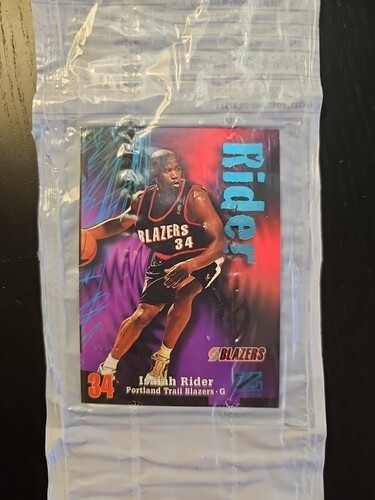 Rider
BLAZERS
34
BLAZERS
Z
34
Isaiah Rider
Portland Trail Blazers · G